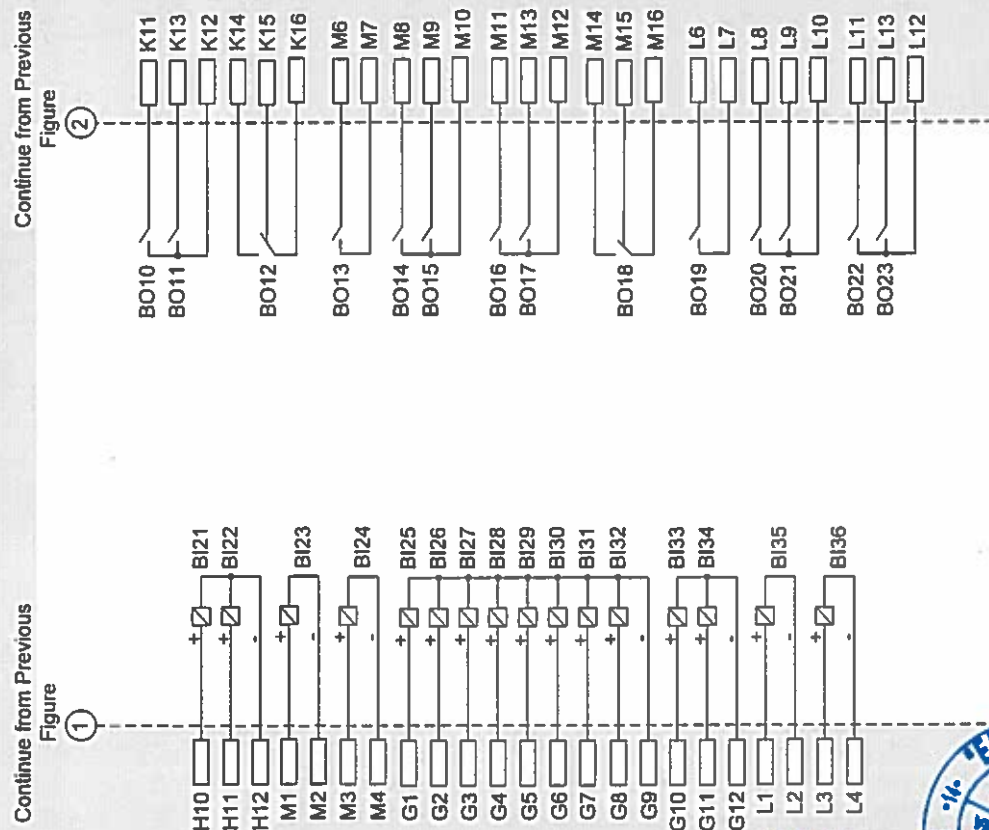 Continue from Previous
Figure
2
BO10 K11
BO11 K13
K12
K14
BO12 K15
K16
BO13 M6
M7
BO14 M8
BO15 M9
M10
BO16 M11
BO17 M13
M12
M14
BO18 M15
M16
BO19 L6
L7
BO20 L8
BO21 L9
L10
BO22 L11
BO23 L13
L12
Continue from Previous
Figure
1
H10 + BI21
H11 + BI22
H12 -
M1 + BI23
M2 -
M3 + BI24
M4 -
G1 + BI25
G2 + BI26
G3 + BI27
G4 + BI28
G5 + BI29
G6 + BI30
G7 + BI31
G8 + BI32
G9 -
G10 + BI33
G11 + BI34
G12 -
L1 + BI35
L2 -
L3 + BI36
L4 -